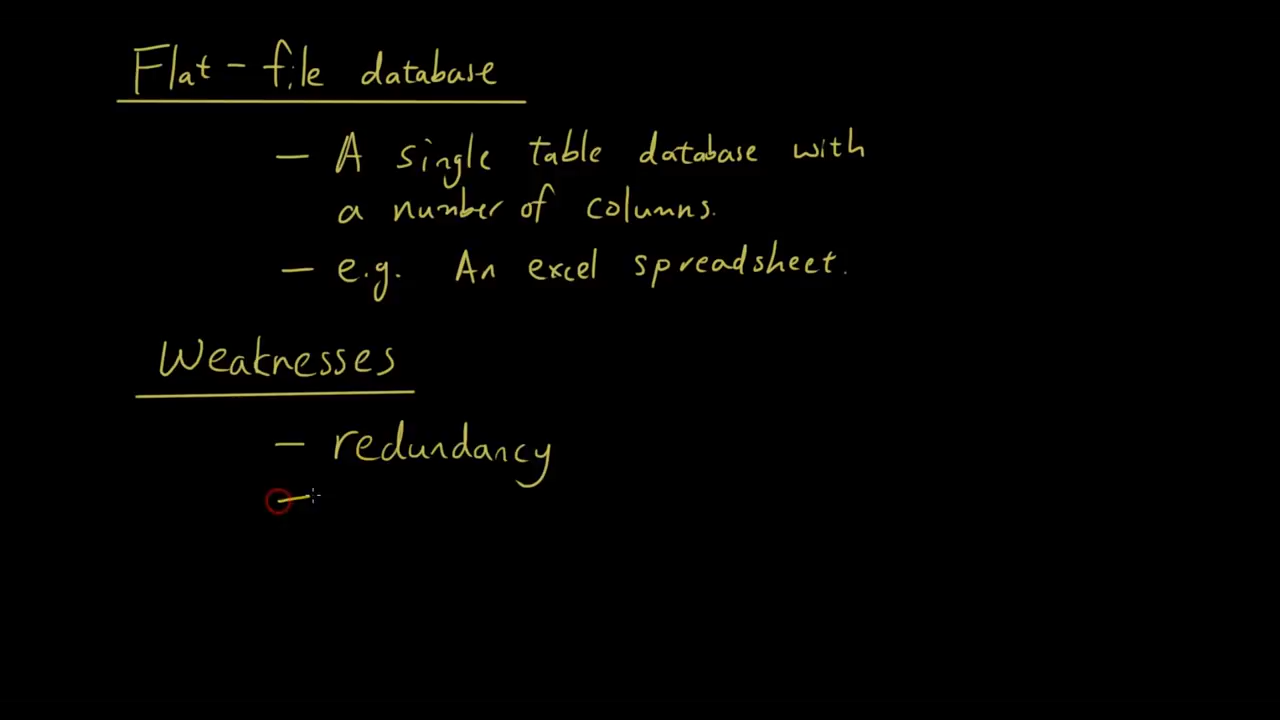 Flat-file database
- A single table database with
a number of columns.
- e.g. An excel spreadsheet.
Weaknesses
- redundancy
-